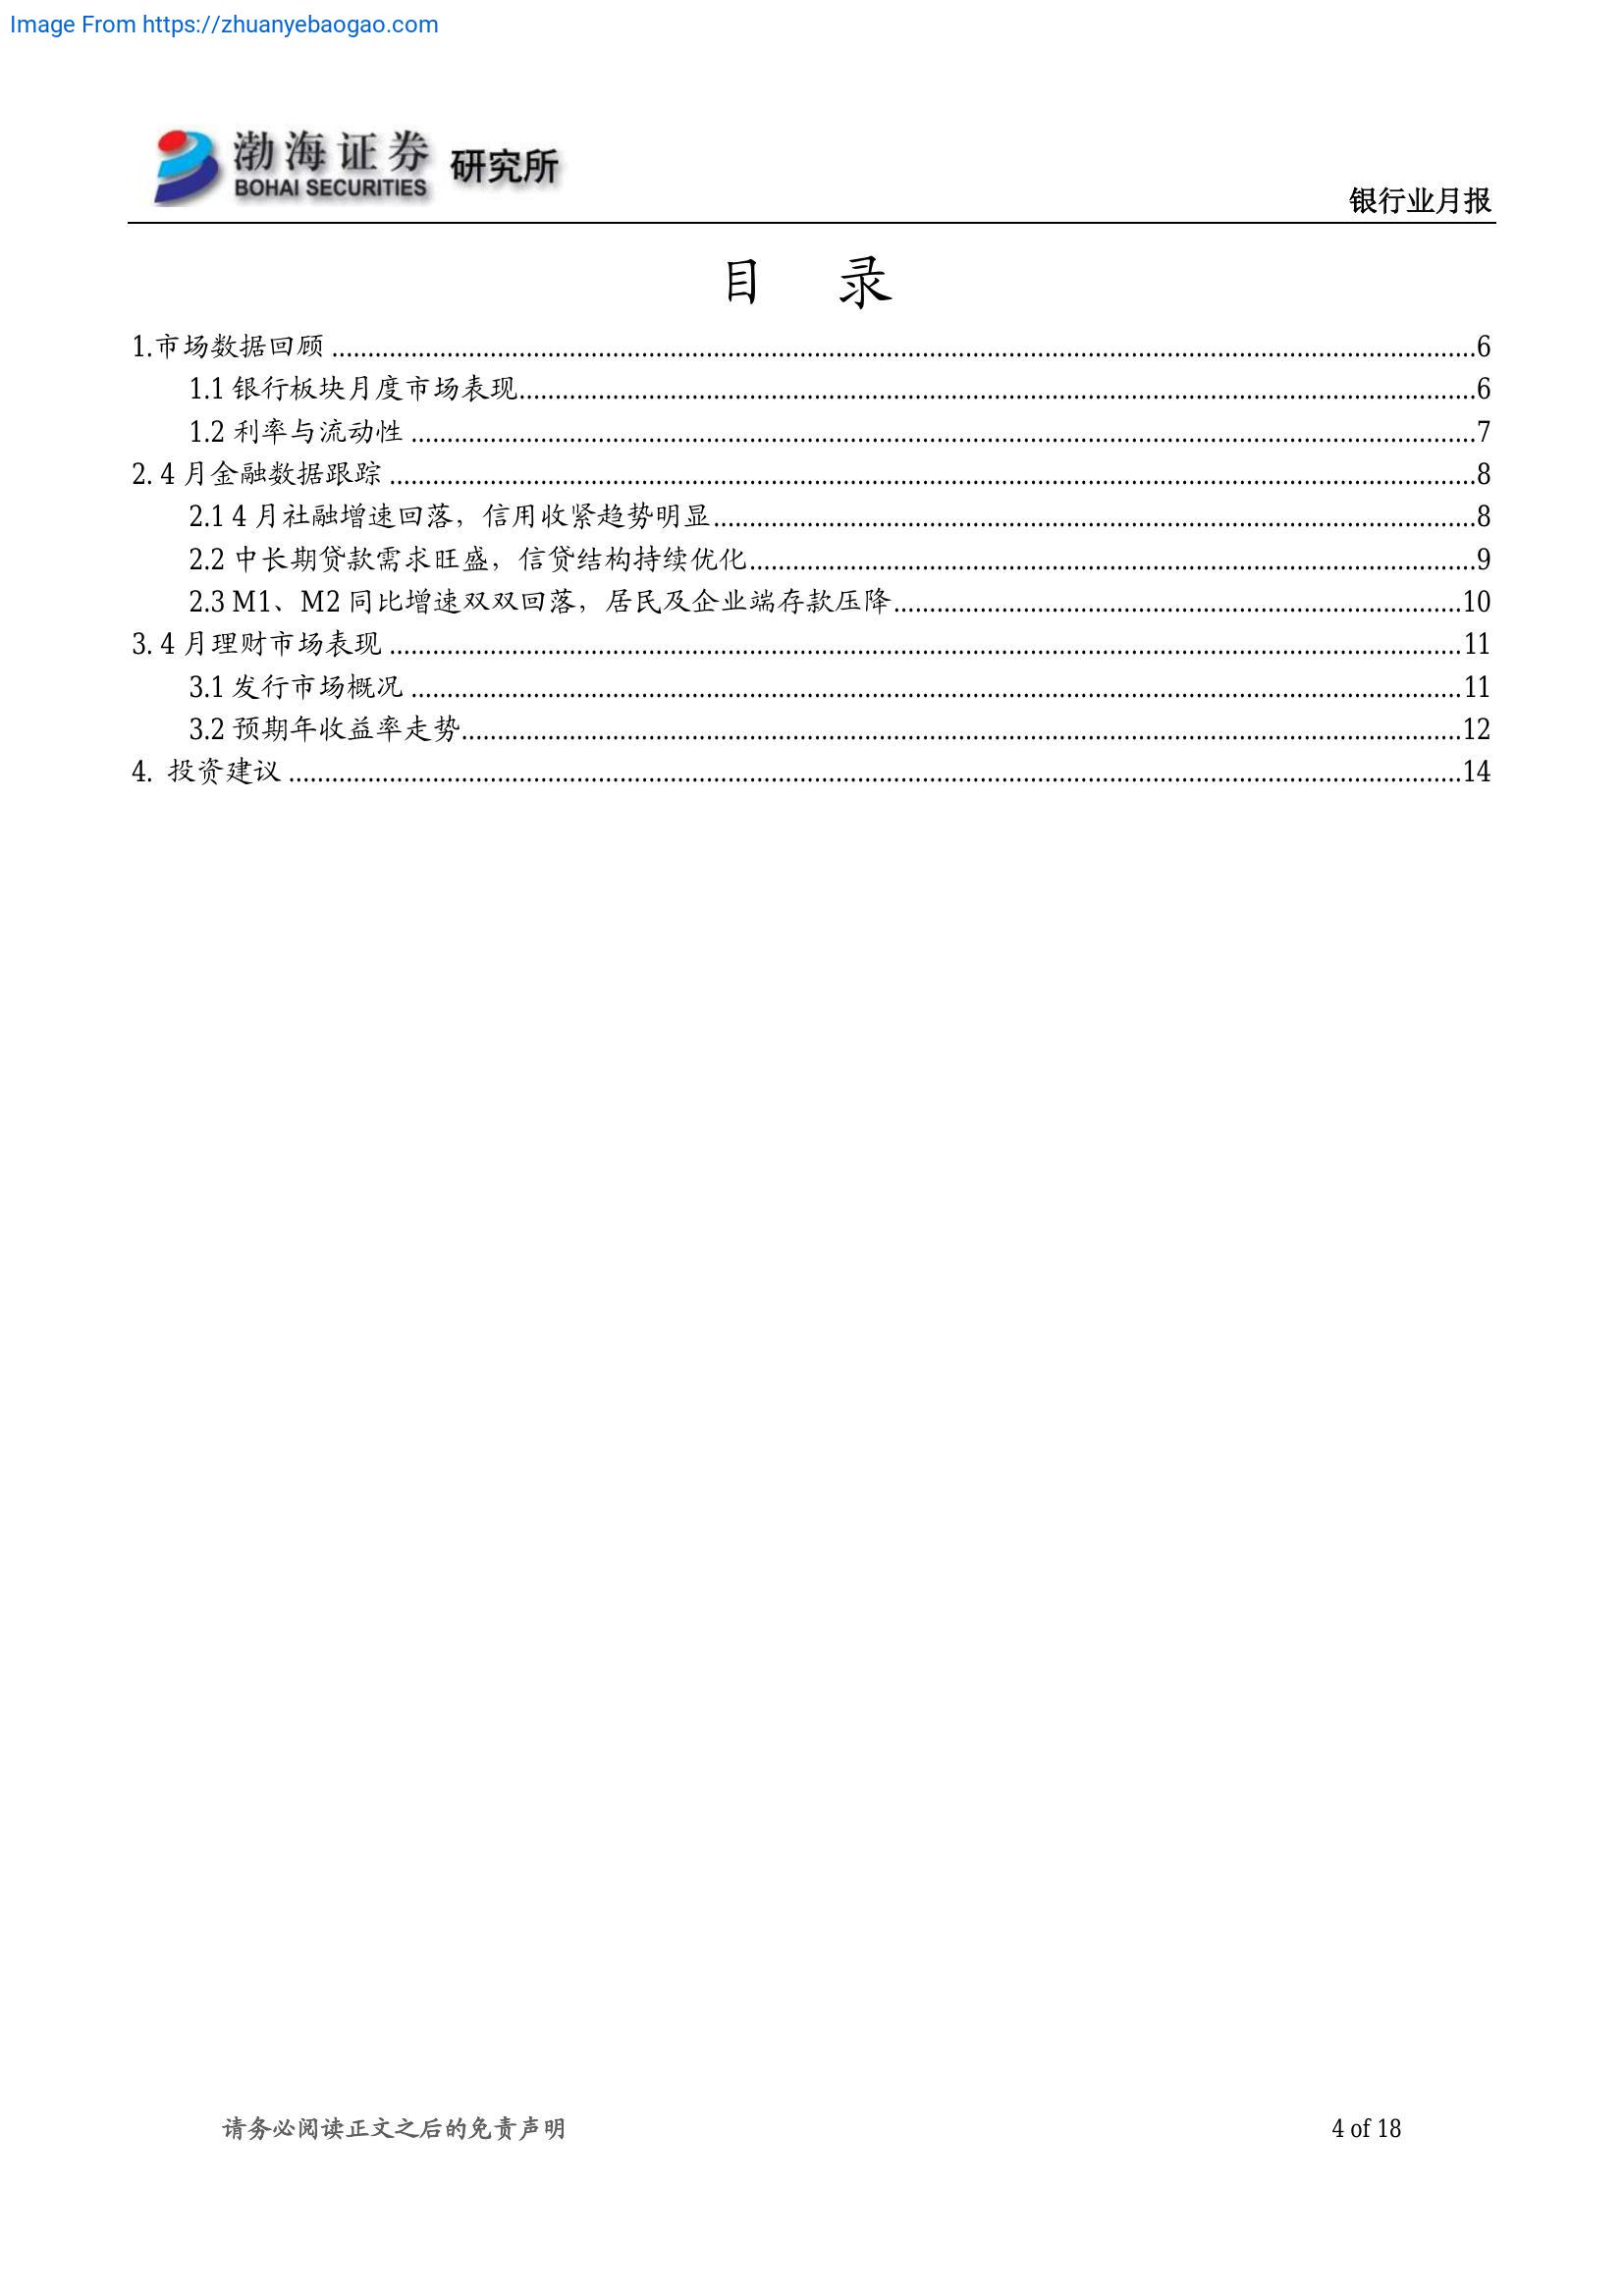 Image From https://zhuanyebaogao.com
渤海证券 研究所
BOHAI SECURITIES
银行业月报
目 录
1.市场数据回顾 ........ 6
1.1 银行板块月度市场表现........ 6
1.2 利率与流动性 ........ 7
2. 4 月金融数据跟踪 ........ 8
2.1 4 月社融增速回落，信用收紧趋势明显........ 8
2.2 中长期贷款需求旺盛，信贷结构持续优化........ 9
2.3 M1、M2 同比增速双双回落，居民及企业端存款压降........ 10
3. 4 月理财市场表现 ........ 11
3.1 发行市场概况 ........ 11
3.2 预期年收益率走势........ 12
4. 投资建议 ........ 14
请务必阅读正文之后的免责声明 4 of 18